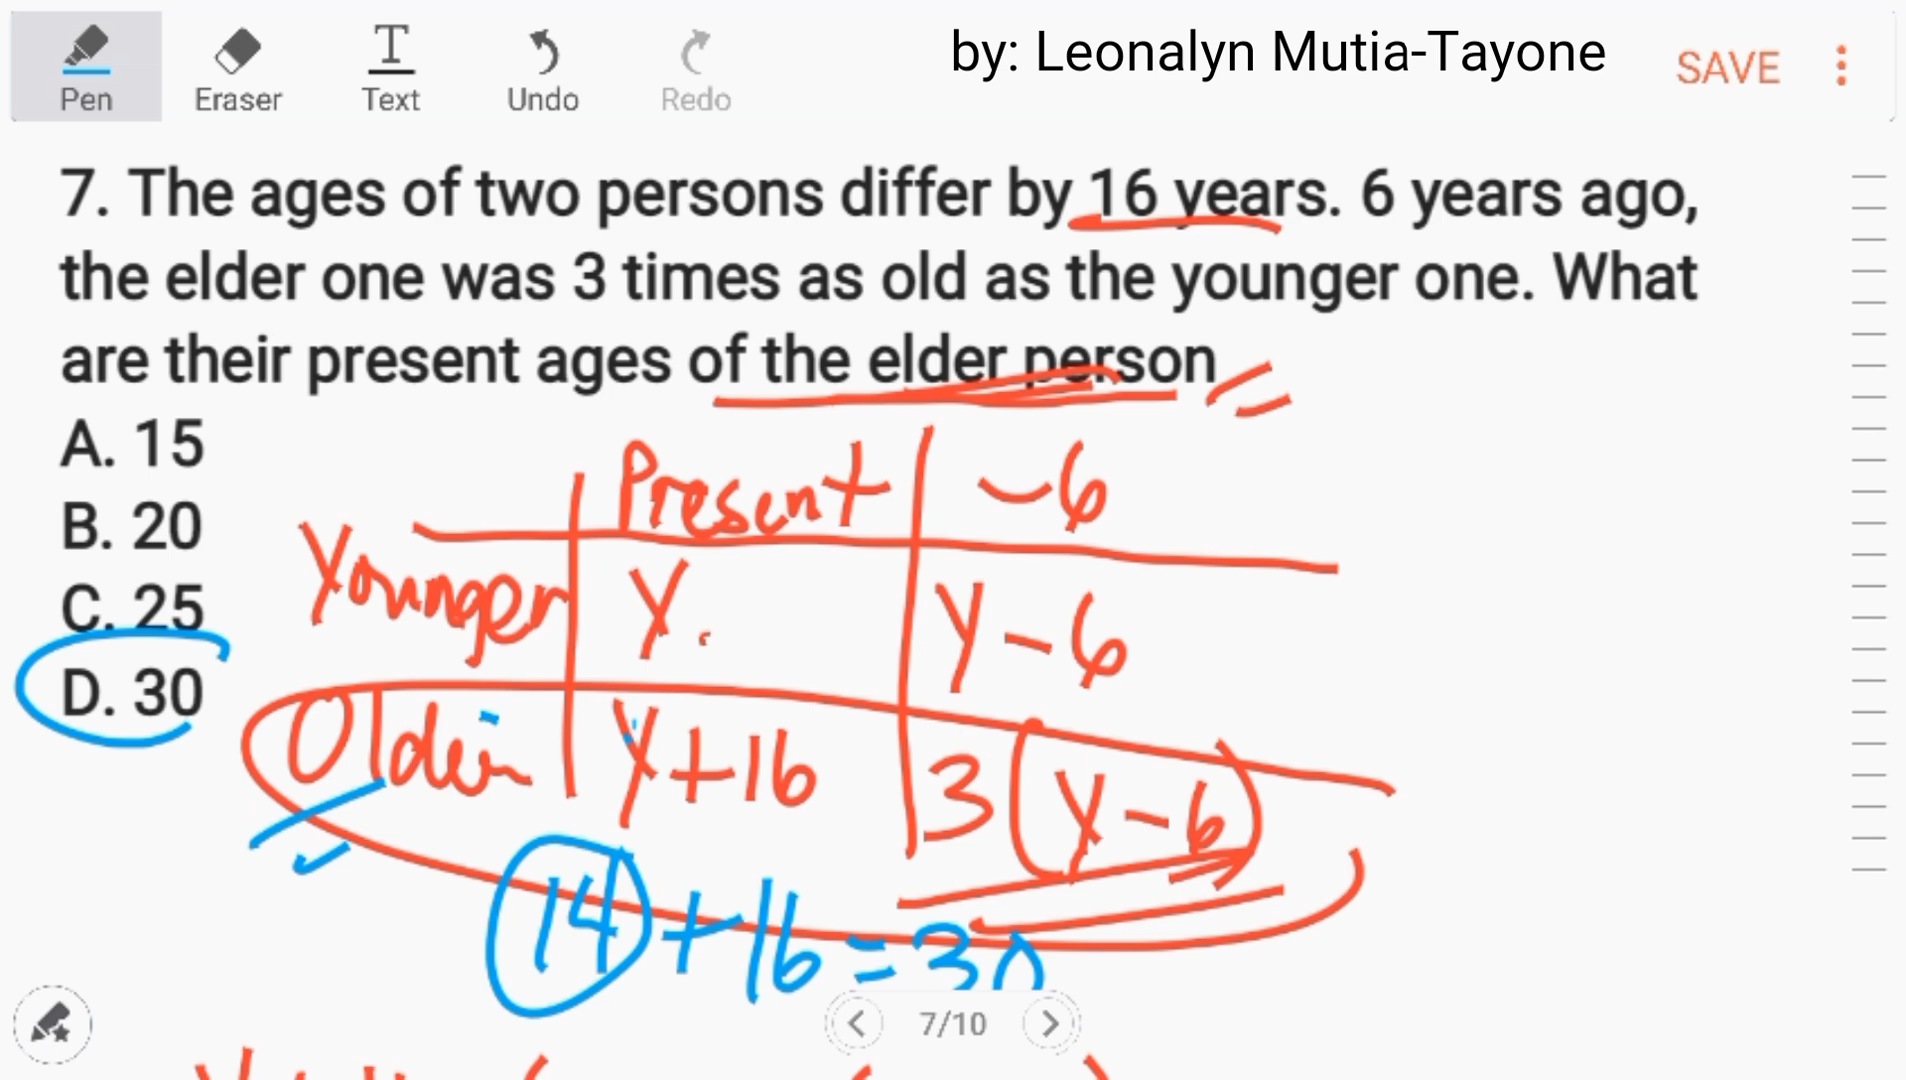 Pen Eraser Text Undo Redo by: Leonalyn Mutia-Tayone SAVE
7. The ages of two persons differ by 16 years. 6 years ago,
the elder one was 3 times as old as the younger one. What
are their present ages of the elder person
A. 15
B. 20
C. 25
D. 30
Present -6
Younger Y. Y-6
Older Y+16 3(Y-6)
14+16=30
7/10